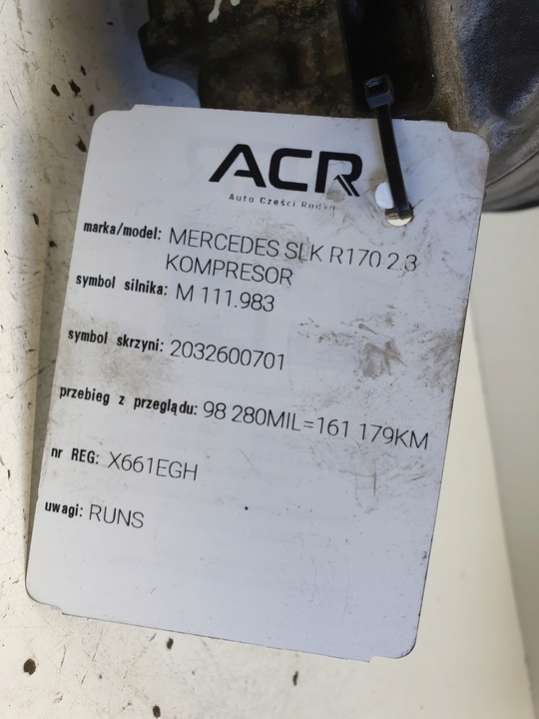 ACR
Auto Części Radko
marka/model: MERCEDES SLK R170 2.3
KOMPRESOR
symbol silnika: M 111.983
symbol skrzyni: 2032600701
przebieg z przeglądu: 98 280MIL=161 179KM
nr REG: X661EGH
uwagi: RUNS